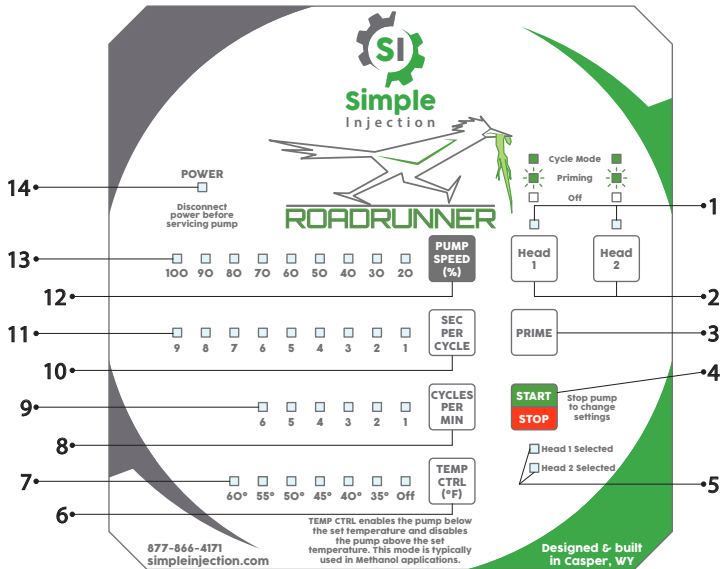 SI
Simple
Injection
ROADRUNNER
Cycle Mode
Priming
Off
14
POWER
Disconnect
power before
servicing pump
1
13
100 90 80 70 60 50 40 30 20
PUMP
SPEED
(%)
Head
1
Head
2
12
2
11
9 8 7 6 5 4 3 2 1
SEC
PER
CYCLE
PRIME
3
10
4
9
6 5 4 3 2 1
CYCLES
PER
MIN
START
STOP
Stop pump
to change
settings
8
Head 1 Selected
Head 2 Selected
5
7
60° 55° 50° 45° 40° 35° Off
TEMP
CTRL
(°F)
6
TEMP CTRL enables the pump below
the set temperature and disables
the pump above the set
temperature. This mode is typically
used in Methanol applications.
877-866-4171
simpleinjection.com
Designed & built
in Casper, WY